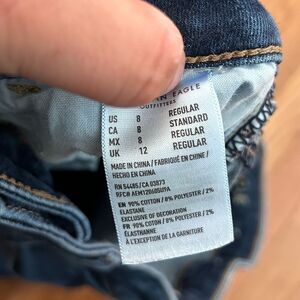 N EAGLE
OUTFITTERS
US 8 REGULAR
CA 8 STANDARD
MX 8 REGULAR
UK 12 REGULAR
MADE IN CHINA / FABRIQUÉ EN CHINE /
HECHO EN CHINA
RN 54485/CA 03873
EN 90% COTTON / 8% POLYESTER / 2%
ELASTANE
EXCLUSIVE OF DECORATION
FR 90% COTON / 8% POLYESTER / 2%
ÉLASTHANNE
À L'EXCEPTION DE LA GARNITURE